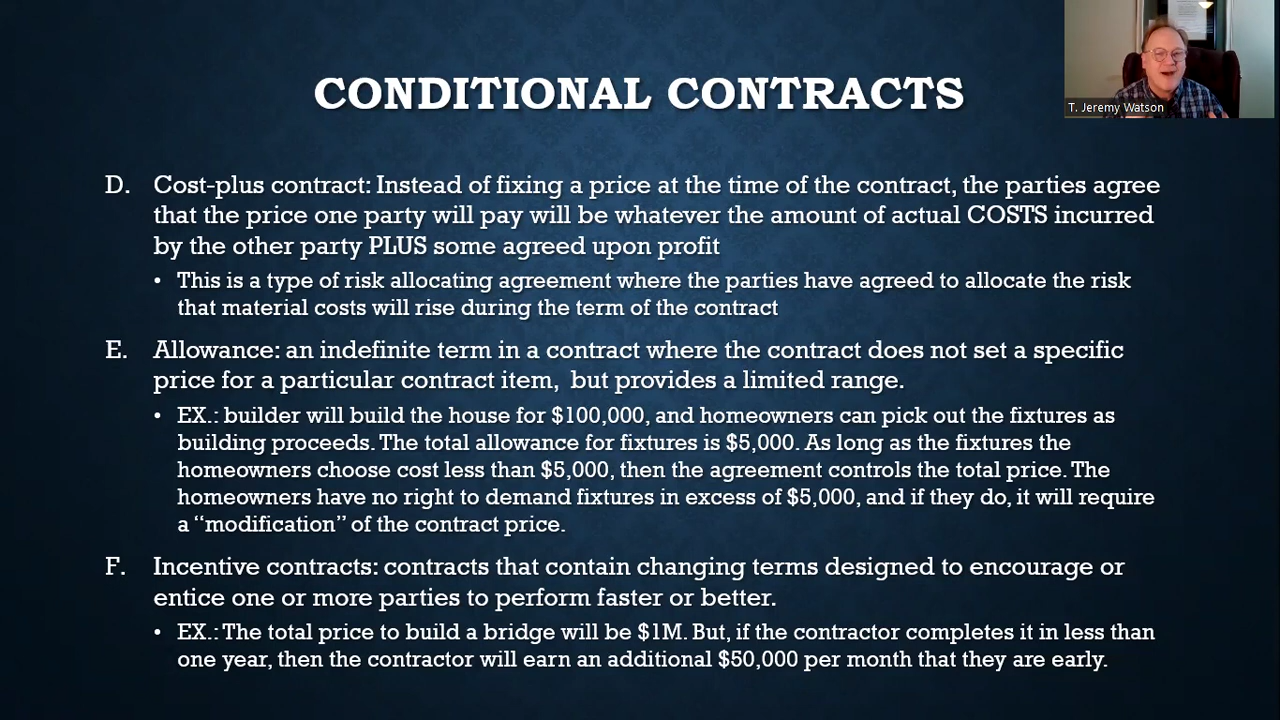 CONDITIONAL CONTRACTS
T. Jeremy Watson
D. Cost-plus contract: Instead of fixing a price at the time of the contract, the parties agree
that the price one party will pay will be whatever the amount of actual COSTS incurred
by the other party PLUS some agreed upon profit
• This is a type of risk allocating agreement where the parties have agreed to allocate the risk
that material costs will rise during the term of the contract
E. Allowance: an indefinite term in a contract where the contract does not set a specific
price for a particular contract item, but provides a limited range.
• EX.: builder will build the house for $100,000, and homeowners can pick out the fixtures as
building proceeds. The total allowance for fixtures is $5,000. As long as the fixtures the
homeowners choose cost less than $5,000, then the agreement controls the total price. The
homeowners have no right to demand fixtures in excess of $5,000, and if they do, it will require
a “modification” of the contract price.
F. Incentive contracts: contracts that contain changing terms designed to encourage or
entice one or more parties to perform faster or better.
• EX.: The total price to build a bridge will be $1M. But, if the contractor completes it in less than
one year, then the contractor will earn an additional $50,000 per month that they are early.